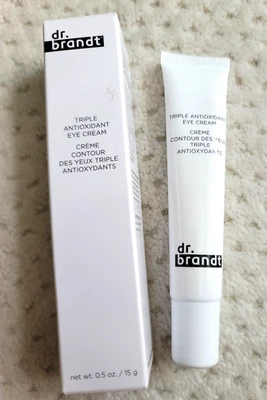 dr.
brandt
TRIPLE
ANTIOXIDANT
EYE CREAM
CRÈME
CONTOUR
DES YEUX TRIPLE
ANTIOXYDANTS
net wt. 0.5 oz. / 15 g
TRIPLE ANTIOXIDANT
EYE CREAM
CRÈME
CONTOUR DES YEUX
TRIPLE
ANTIOXYDANTS
dr.
brandt